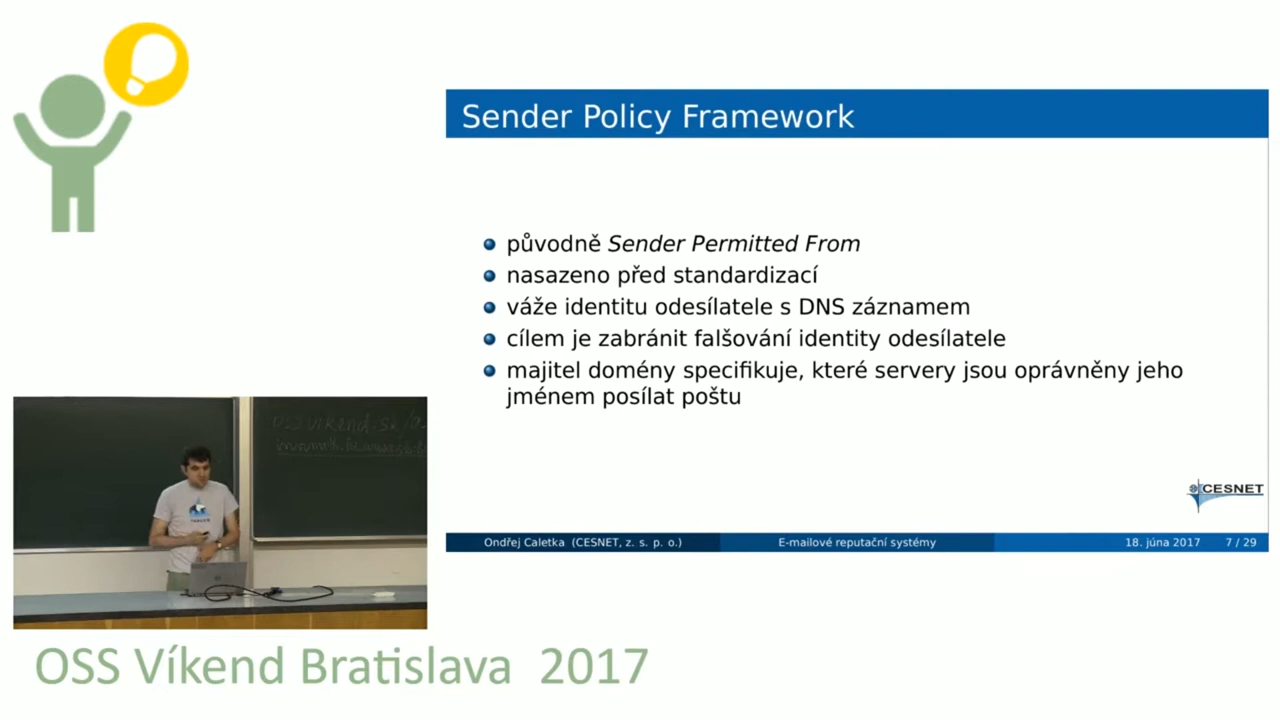 Sender Policy Framework
původně Sender Permitted From
nasazeno před standardizací
váže identitu odesílatele s DNS záznamem
cílem je zabránit falšování identity odesílatele
majitel domény specifikuje, které servery jsou oprávněny jeho
jménem posílat poštu
CESNET
Ondřej Caletka (CESNET, z. s. p. o.)
E-mailové reputační systémy
18. júna 2017
7 / 29
OSS Víkend Bratislava 2017